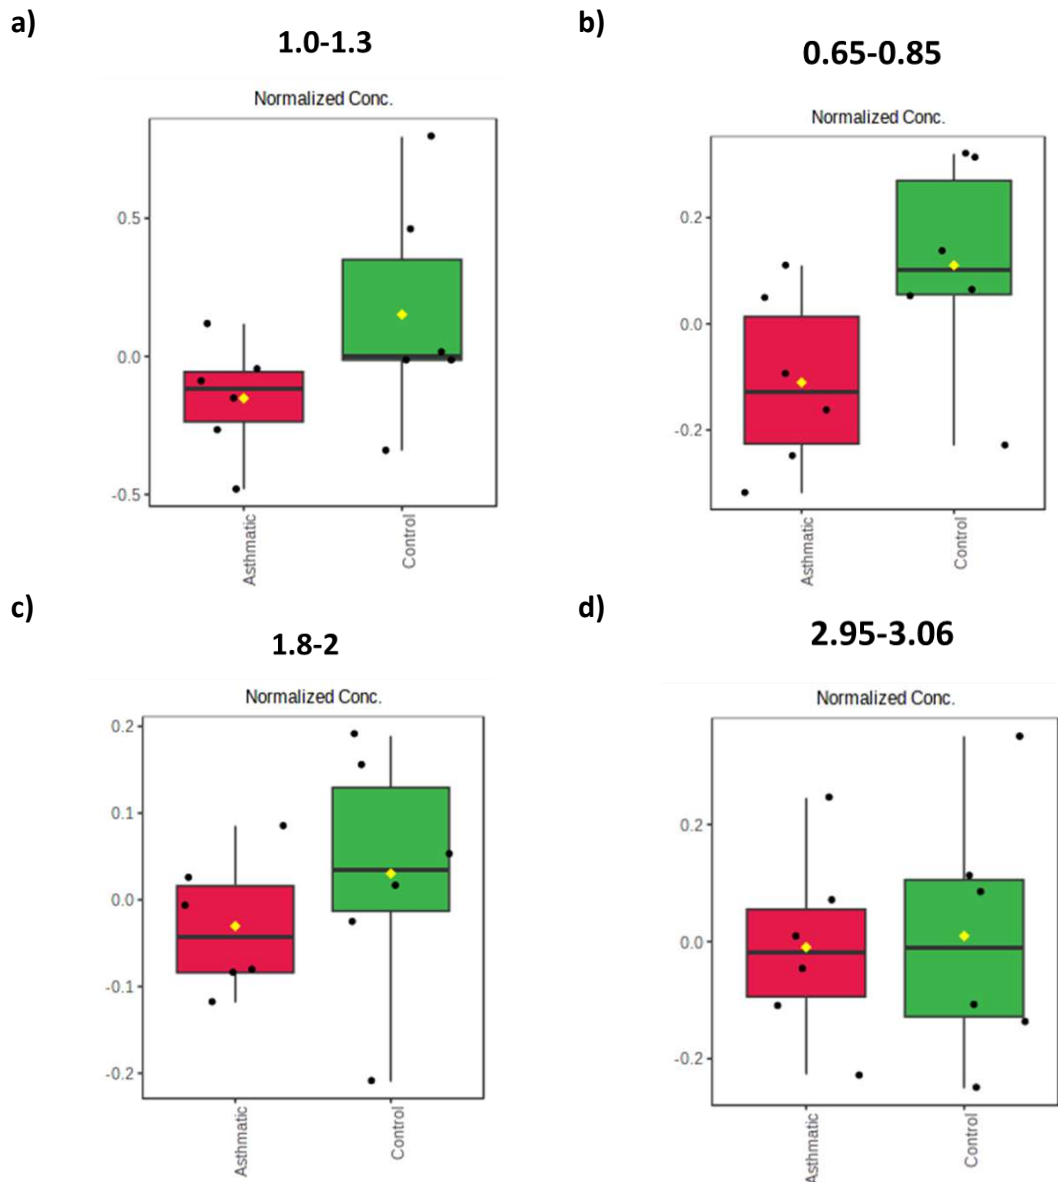 a)
1.0-1.3
Normalized Conc.
0.5
0.0
-0.5
Asthmatic
Control
b)
0.65-0.85
Normalized Conc.
0.2
0.0
-0.2
Asthmatic
Control
c)
1.8-2
Normalized Conc.
0.2
0.1
0.0
-0.1
-0.2
Asthmatic
Control
d)
2.95-3.06
Normalized Conc.
0.2
0.0
-0.2
Asthmatic
Control